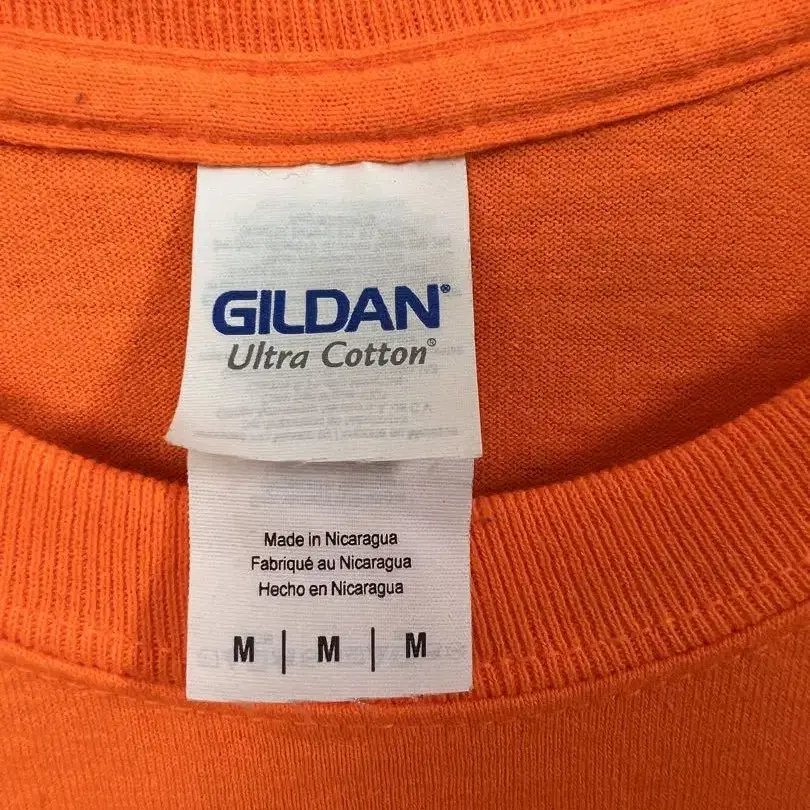 GILDAN®
Ultra Cotton®
Made in Nicaragua
Fabriqué au Nicaragua
Hecho en Nicaragua
M | M | M